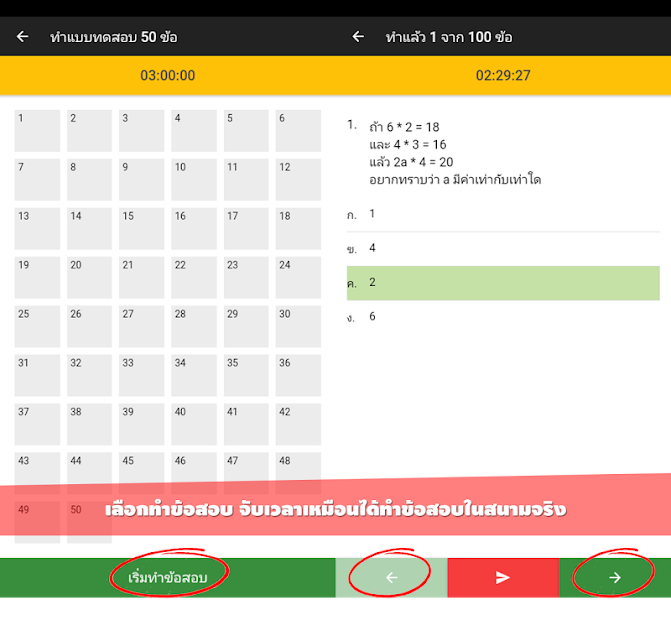 ทำแบบทดสอบ 50 ข้อ
03:00:00
1 2 3 4 5 6
7 8 9 10 11 12
13 14 15 16 17 18
19 20 21 22 23 24
25 26 27 28 29 30
31 32 33 34 35 36
37 38 39 40 41 42
43 44 45 46 47 48
49 50
ทำแล้ว 1 จาก 100 ข้อ
02:29:27
1. ถ้า 6 * 2 = 18
และ 4 * 3 = 16
แล้ว 2a * 4 = 20
อยากทราบว่า a มีค่าเท่ากับเท่าใด
ก. 1
ข. 4
ค. 2
ง. 6
เลือกทำข้อสอบ จับเวลาเหมือนได้ทำข้อสอบในสนามจริง
เริ่มทำข้อสอบ